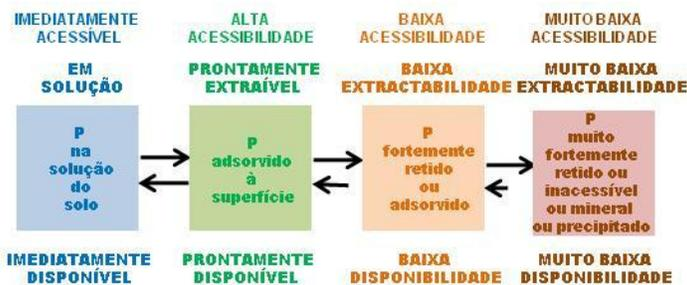 IMEDIATAMENTE
ACESSÍVEL
ALTA
ACESSIBILIDADE
BAIXA
ACESSIBILIDADE
MUITO BAIXA
ACESSIBILIDADE
EM
SOLUÇÃO
PRONTAMENTE
EXTRAÍVEL
BAIXA
EXTRACTABILIDADE
MUITO BAIXA
EXTRACTABILIDADE
P
na
solução
do
solo
P
adsorvido
à
superfície
P
fortemente
retido
ou
adsorvido
P
muito
fortemente
retido ou
inacessível
ou mineral
ou precipitado
IMEDIATAMENTE
DISPONÍVEL
PRONTAMENTE
DISPONÍVEL
BAIXA
DISPONIBILIDADE
MUITO BAIXA
DISPONIBILIDADE